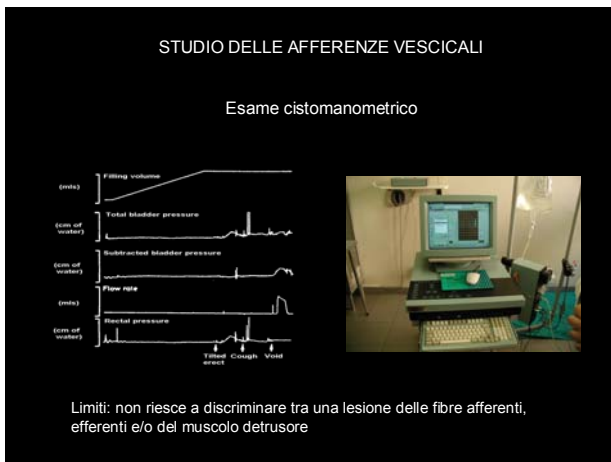 STUDIO DELLE AFFERENZE VESCICALI
Esame cistomanometrico
Filling volume
(mls)
Total bladder pressure
(cm of
water)
Subtracted bladder pressure
(cm of
water)
Flow rate
(mls)
Rectal pressure
(cm of
water)
Tilted
erect
Cough
Void
Limiti: non riesce a discriminare tra una lesione delle fibre afferenti,
efferenti e/o del muscolo detrusore